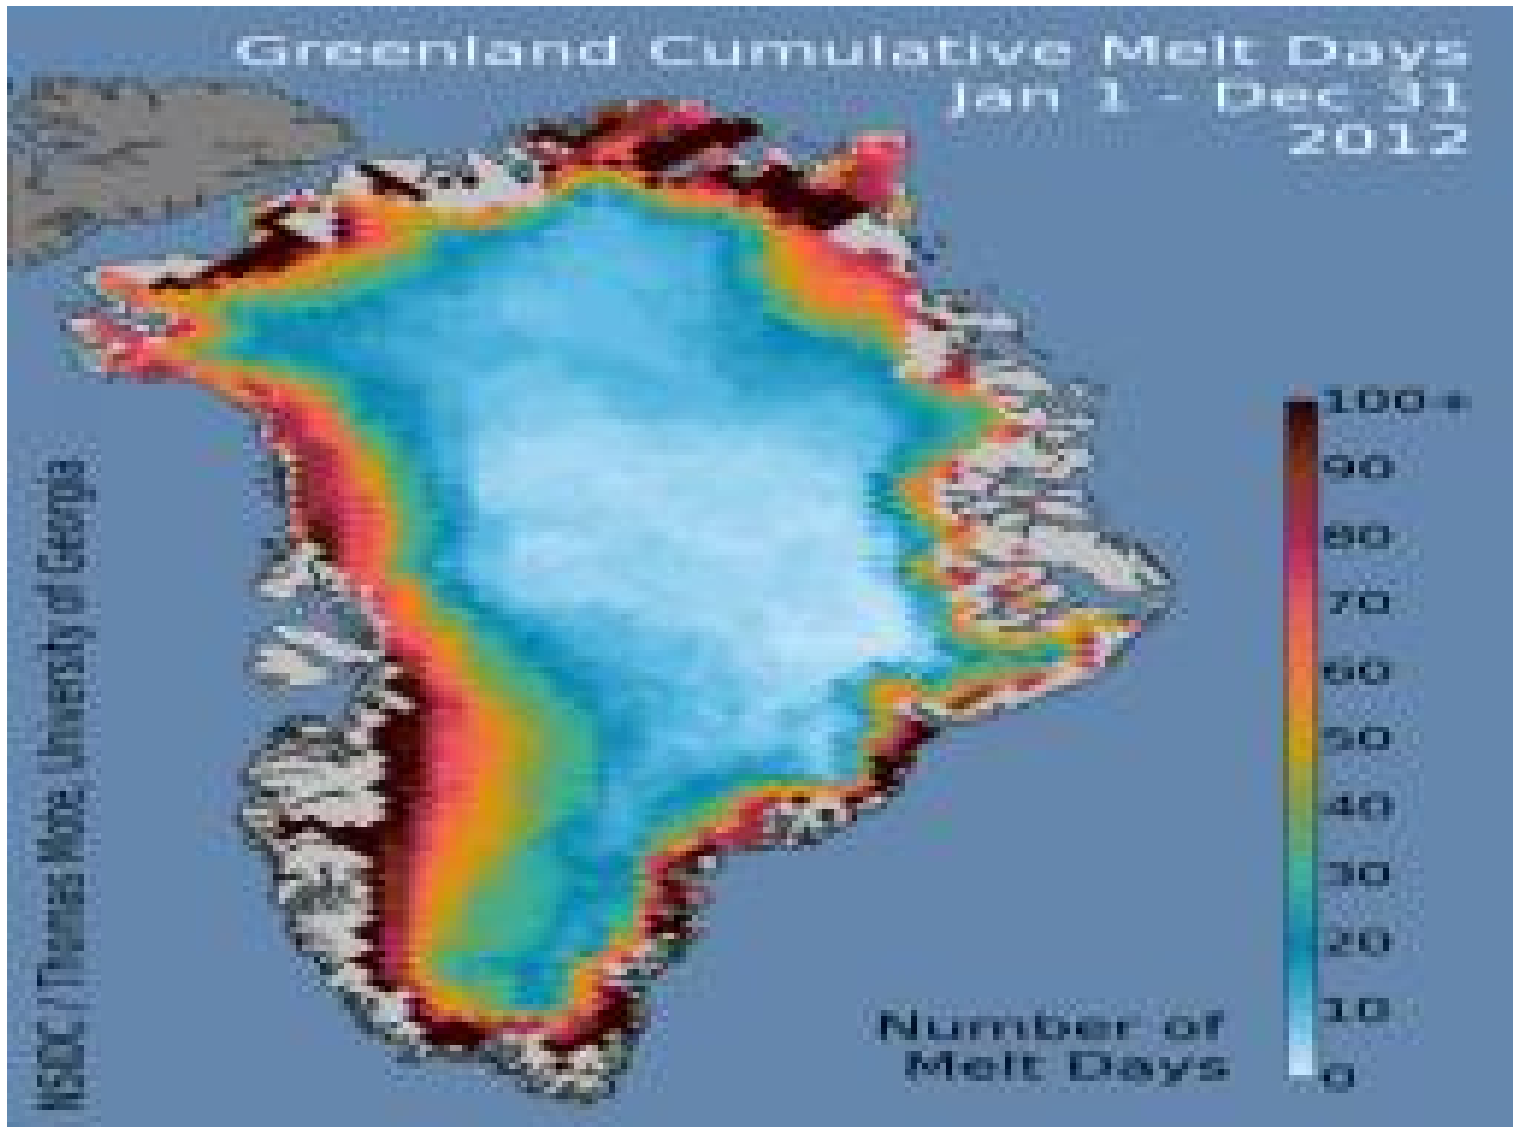 Greenland Cumulative Melt Days
Jan 1 - Dec 31
2012
100+
90
80
70
60
50
40
30
20
10
0
Number of
Melt Days
NSIDC / Thomas Mote, University of Georgia